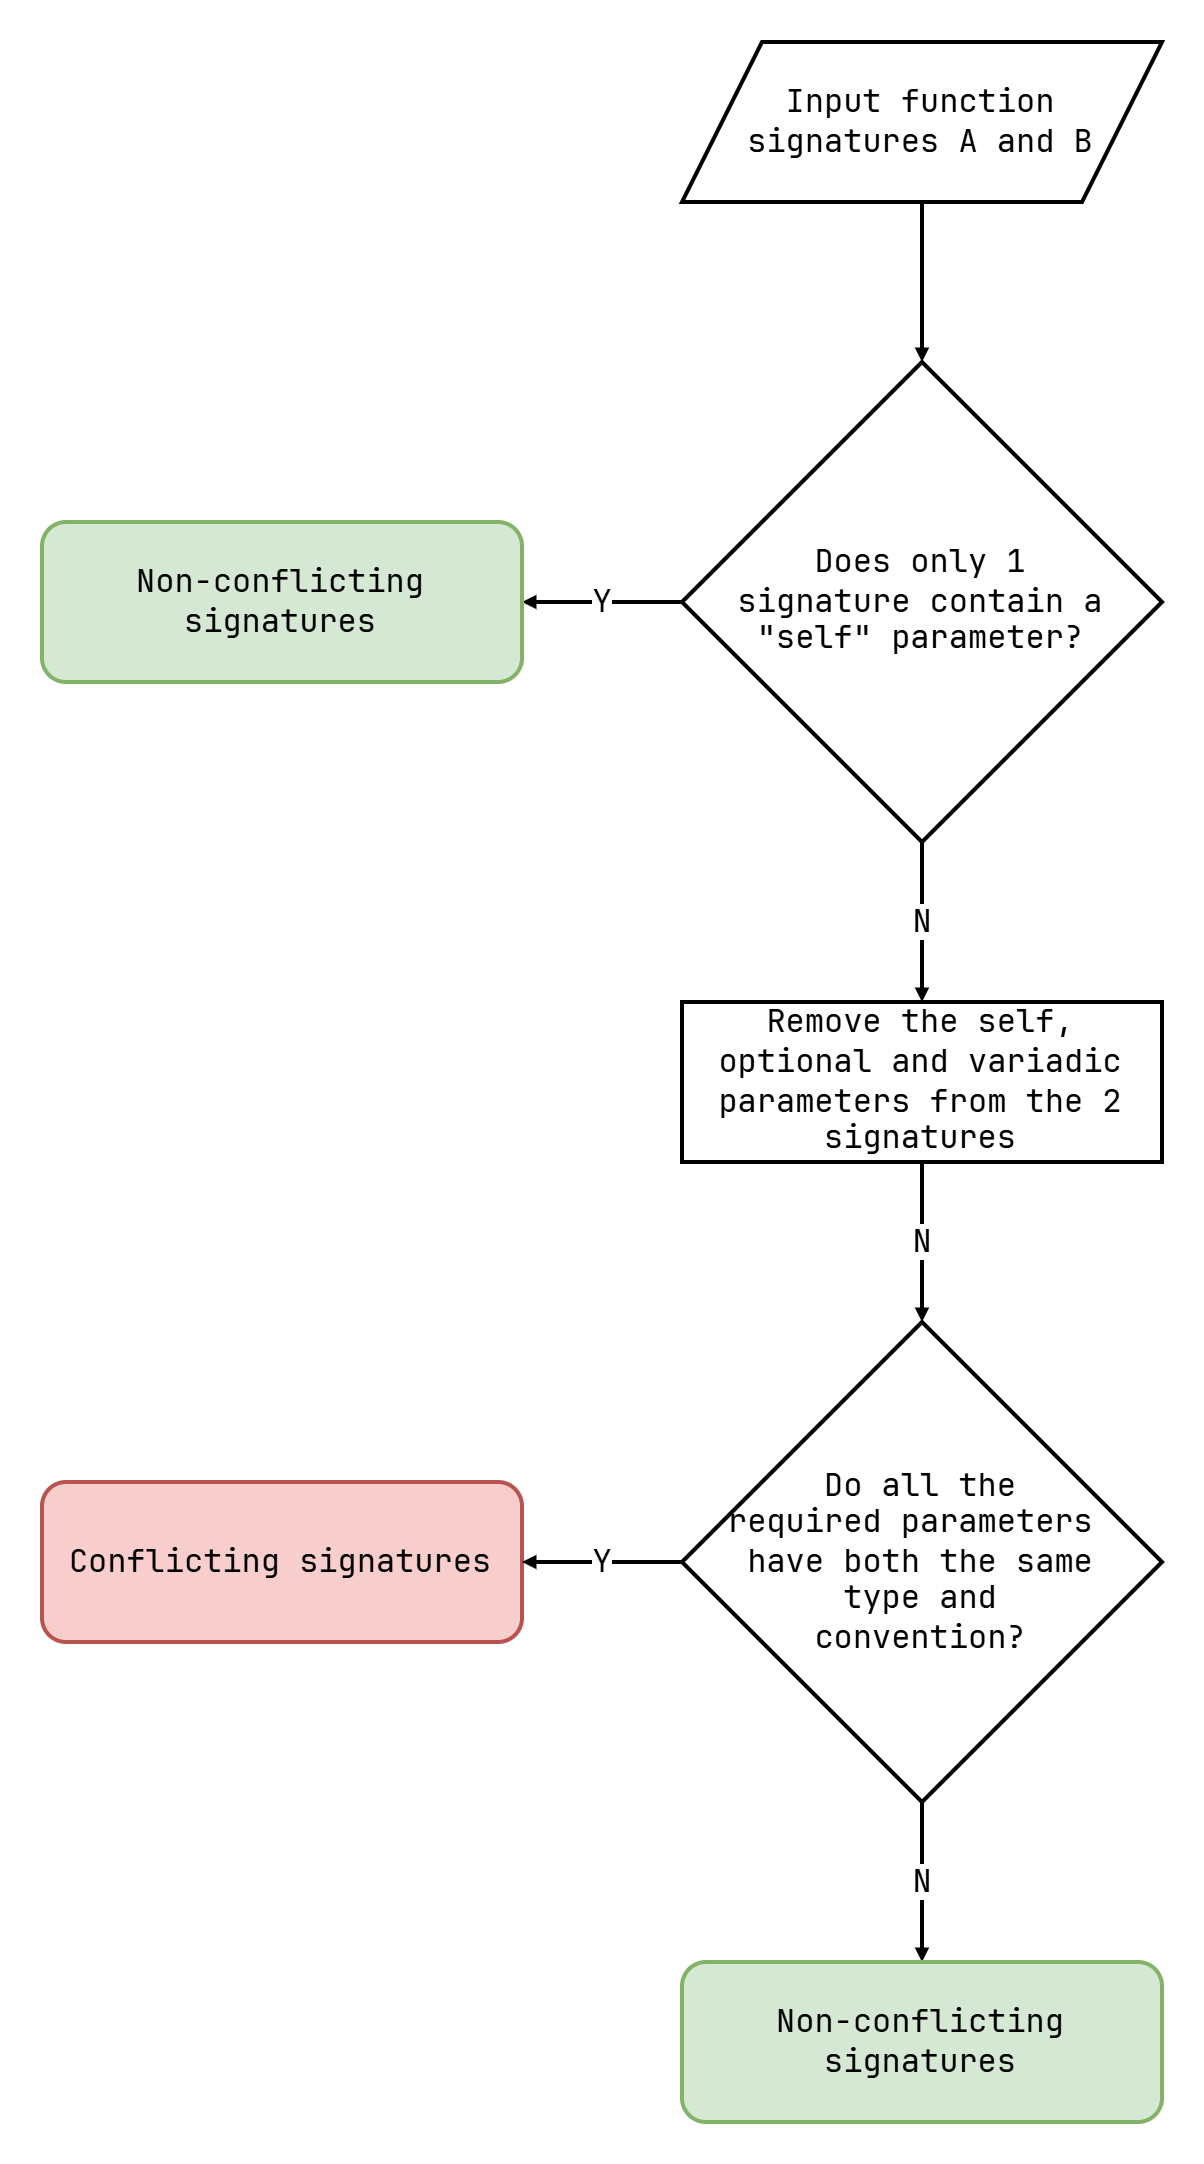 Input function
signatures A and B
Does only 1
signature contain a
"self" parameter?
Y
Non-conflicting
signatures
N
Remove the self,
optional and variadic
parameters from the 2
signatures
N
Do all the
required parameters
have both the same
type and
convention?
Y
Conflicting signatures
N
Non-conflicting
signatures